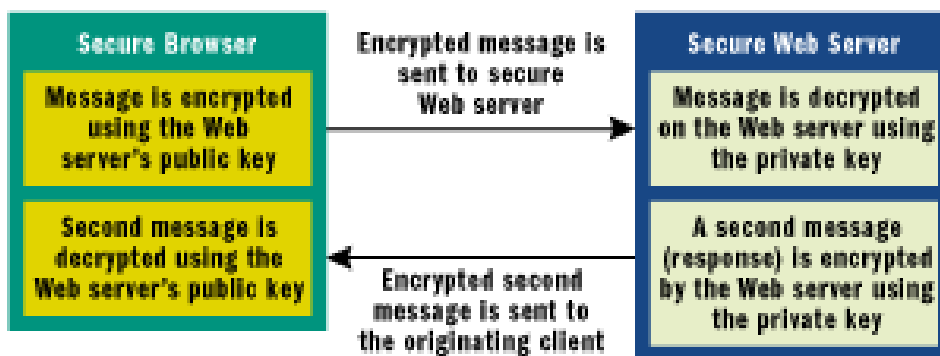 Secure Browser
Message is encrypted
using the Web
server's public key
Second message is
decrypted using the
Web server's public key
Encrypted message is
sent to secure
Web server
Encrypted second
message is sent to
the originating client
Secure Web Server
Message is decrypted
on the Web server using
the private key
A second message
(response) is encrypted
by the Web server using
the private key